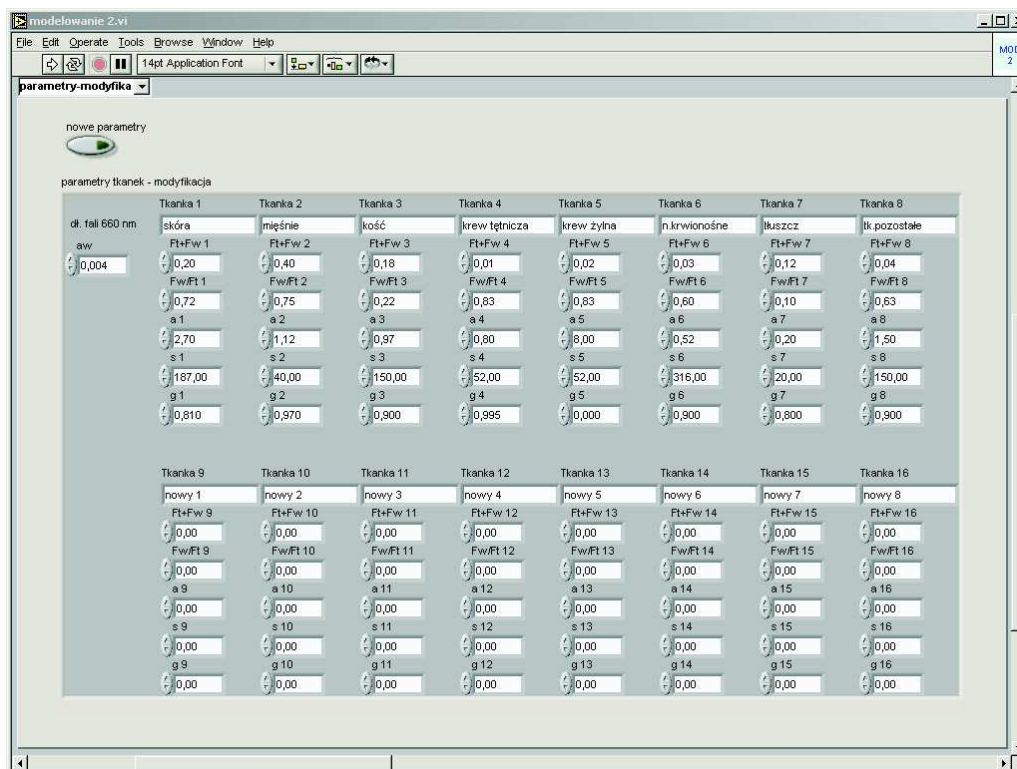 modelowanie 2.vi
File Edit Operate Tools Browse Window Help
14pt Application Font
MOD
2
parametry-modyfika
nowe parametry
parametry tkanek - modyfikacja
Tkanka 1 Tkanka 2 Tkanka 3 Tkanka 4 Tkanka 5 Tkanka 6 Tkanka 7 Tkanka 8
dł. fali 660 nm skóra mięśnie kość krew tętnicza krew żylna n.krwionośne tłuszcz tk.pozostałe
aw Ft+Fw 1 Ft+Fw 2 Ft+Fw 3 Ft+Fw 4 Ft+Fw 5 Ft+Fw 6 Ft+Fw 7 Ft+Fw 8
0,004 0,20 0,40 0,18 0,01 0,02 0,03 0,12 0,04
Fw/Ft 1 Fw/Ft 2 Fw/Ft 3 Fw/Ft 4 Fw/Ft 5 Fw/Ft 6 Fw/Ft 7 Fw/Ft 8
0,72 0,75 0,22 0,83 0,83 0,60 0,10 0,63
a 1 a 2 a 3 a 4 a 5 a 6 a 7 a 8
2,70 1,12 0,97 0,80 8,00 0,52 0,20 1,50
s 1 s 2 s 3 s 4 s 5 s 6 s 7 s 8
187,00 40,00 150,00 52,00 52,00 316,00 20,00 150,00
g 1 g 2 g 3 g 4 g 5 g 6 g 7 g 8
0,810 0,970 0,900 0,995 0,000 0,900 0,800 0,900
Tkanka 9 Tkanka 10 Tkanka 11 Tkanka 12 Tkanka 13 Tkanka 14 Tkanka 15 Tkanka 16
nowy 1 nowy 2 nowy 3 nowy 4 nowy 5 nowy 6 nowy 7 nowy 8
Ft+Fw 9 Ft+Fw 10 Ft+Fw 11 Ft+Fw 12 Ft+Fw 13 Ft+Fw 14 Ft+Fw 15 Ft+Fw 16
0,00 0,00 0,00 0,00 0,00 0,00 0,00 0,00
Fw/Ft 9 Fw/Ft 10 Fw/Ft 11 Fw/Ft 12 Fw/Ft 13 Fw/Ft 14 Fw/Ft 15 Fw/Ft 16
0,00 0,00 0,00 0,00 0,00 0,00 0,00 0,00
a 9 a 10 a 11 a 12 a 13 a 14 a 15 a 16
0,00 0,00 0,00 0,00 0,00 0,00 0,00 0,00
s 9 s 10 s 11 s 12 s 13 s 14 s 15 s 16
0,00 0,00 0,00 0,00 0,00 0,00 0,00 0,00
g 9 g 10 g 11 g 12 g 13 g 14 g 15 g 16
0,00 0,00 0,00 0,00 0,00 0,00 0,00 0,00